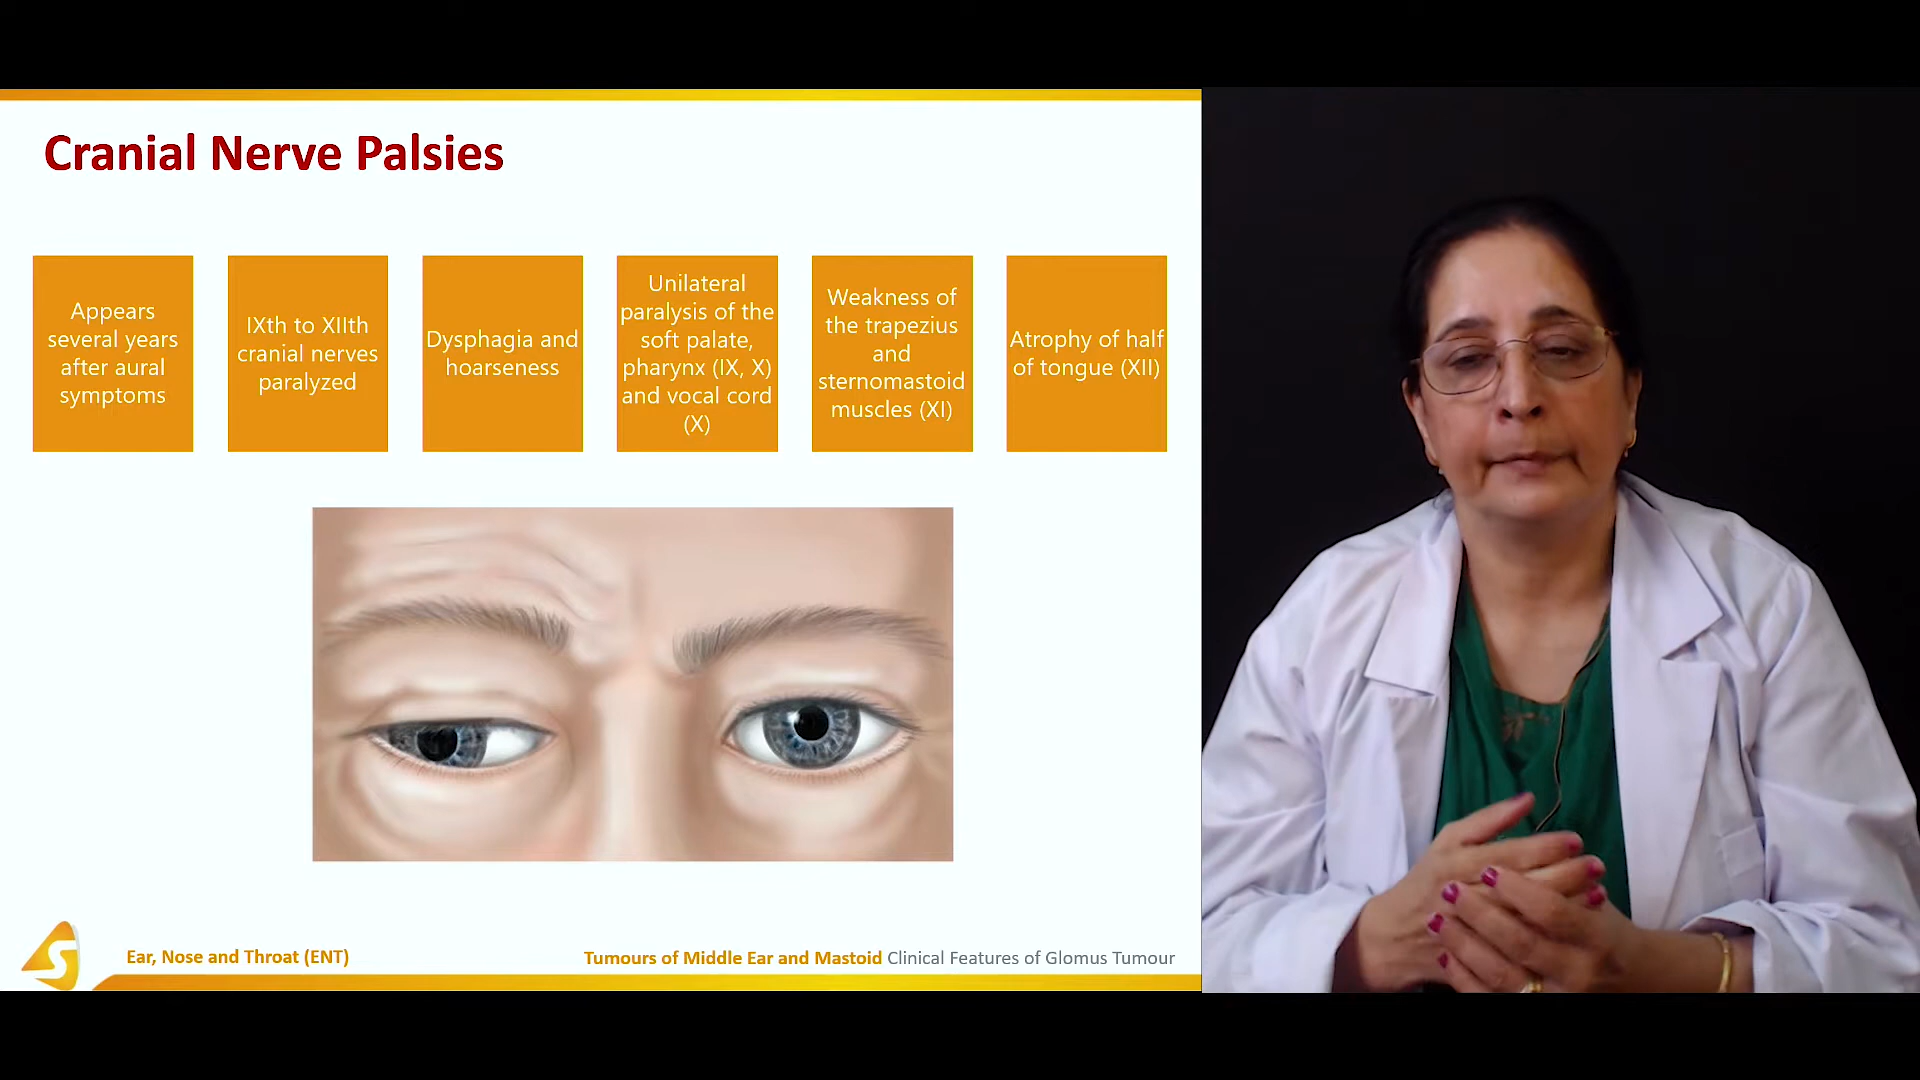 Cranial Nerve Palsies
Appears
several years
after aural
symptoms
IXth to XIIth
cranial nerves
paralyzed
Dysphagia and
hoarseness
Unilateral
paralysis of the
soft palate,
pharynx (IX, X)
and vocal cord
(X)
Weakness of
the trapezius
and
sternomastoid
muscles (XI)
Atrophy of half
of tongue (XII)
S
Ear, Nose and Throat (ENT)
Tumours of Middle Ear and Mastoid Clinical Features of Glomus Tumour